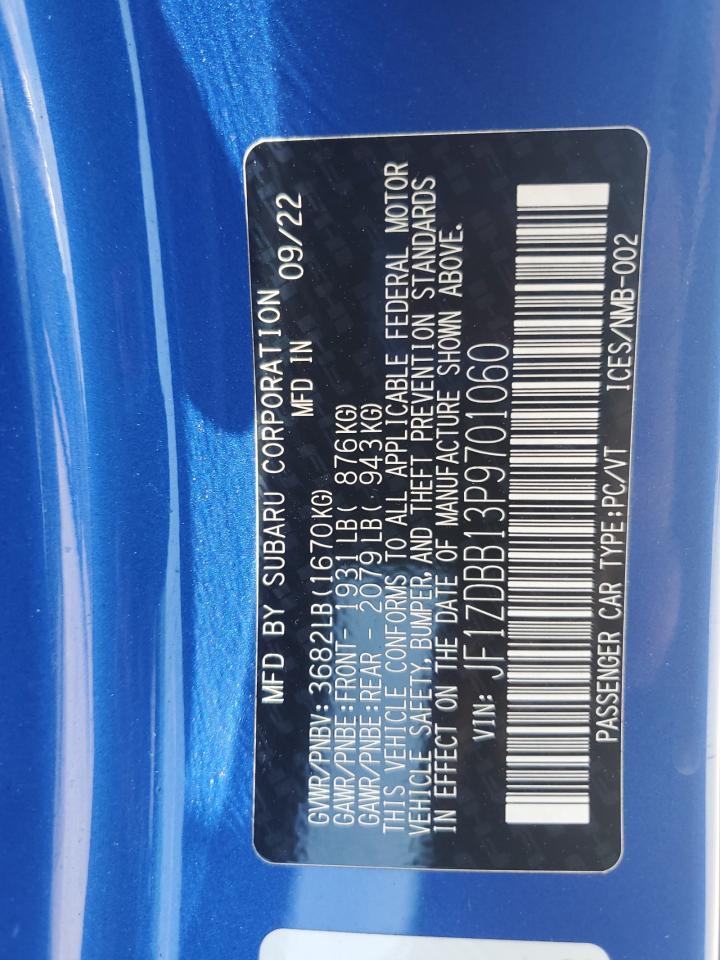 MFD BY SUBARU CORPORATION
MFD IN 09/22
GVWR/PNBV: 3682LB(1670KG)
GAWR/PNBE:FRONT- 1931LB( 876KG)
GAWR/PNBE:REAR - 2079LB( 943KG)
THIS VEHICLE CONFORMS TO ALL APPLICABLE FEDERAL MOTOR
VEHICLE SAFETY, BUMPER, AND THEFT PREVENTION STANDARDS
IN EFFECT ON THE DATE OF MANUFACTURE SHOWN ABOVE.
VIN: JF1ZDBB13P9701060
PASSENGER CAR TYPE:PC/VT ICES/NMB-002